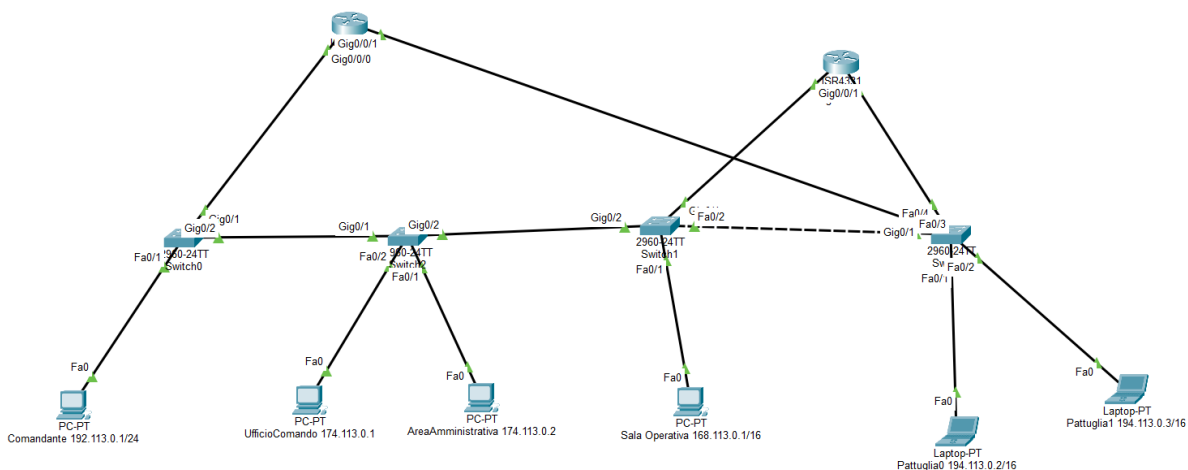 Gig0/0/1
Gig0/0/0
ISR4331
Gig0/0/1
Gig0/1
Gig0/2
Gig0/1
Gig0/2
Gig0/2
Fa0/2
Fa0/4
Fa0/3
Gig0/1
2960-24TT
Switch0
Fa0/1
2960-24TT
Switch2
Fa0/2
Fa0/1
2960-24TT
Switch1
Fa0/1
2960-24TT
Fa0/1
Fa0/2
Fa0
PC-PT
Comandante 192.113.0.1/24
Fa0
PC-PT
UfficioComando 174.113.0.1
Fa0
PC-PT
AreaAmministrativa 174.113.0.2
Fa0
PC-PT
Sala Operativa 168.113.0.1/16
Fa0
Laptop-PT
Pattuglia0 194.113.0.2/16
Fa0
Laptop-PT
Pattuglia1 194.113.0.3/16